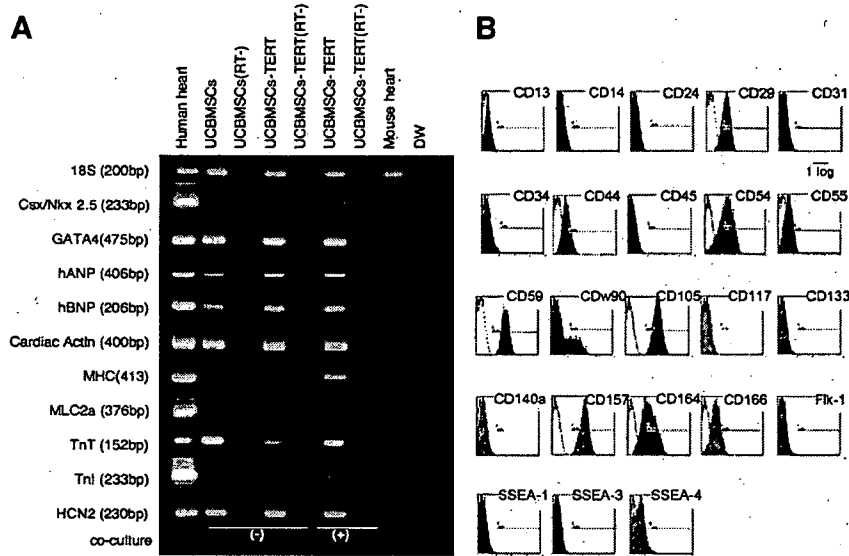 A
Human heart
UCBMSCs
UCBMSCs(RT-)
UCBMSCs-TERT
UCBMSCs-TERT(RT-)
UCBMSCs-TERT
UCBMSCs-TERT(RT-)
Mouse heart
DW
18S (200bp)
Csx/Nkx 2.5 (233bp)
GATA4(475bp)
hANP (406bp)
hBNP (206bp)
Cardiac Actin (400bp)
MHC(413)
MLC2a (376bp)
TnT (152bp)
TnI (233bp)
HCN2 (230bp)
co-culture (-) (+)
B
CD13 CD14 CD24 CD29 CD31
1 log
CD34 CD44 CD45 CD54 CD55
CD59 CDw90 CD105 CD117 CD133
CD140a CD157 CD164 CD166 Flk-1
SSEA-1 SSEA-3 SSEA-4